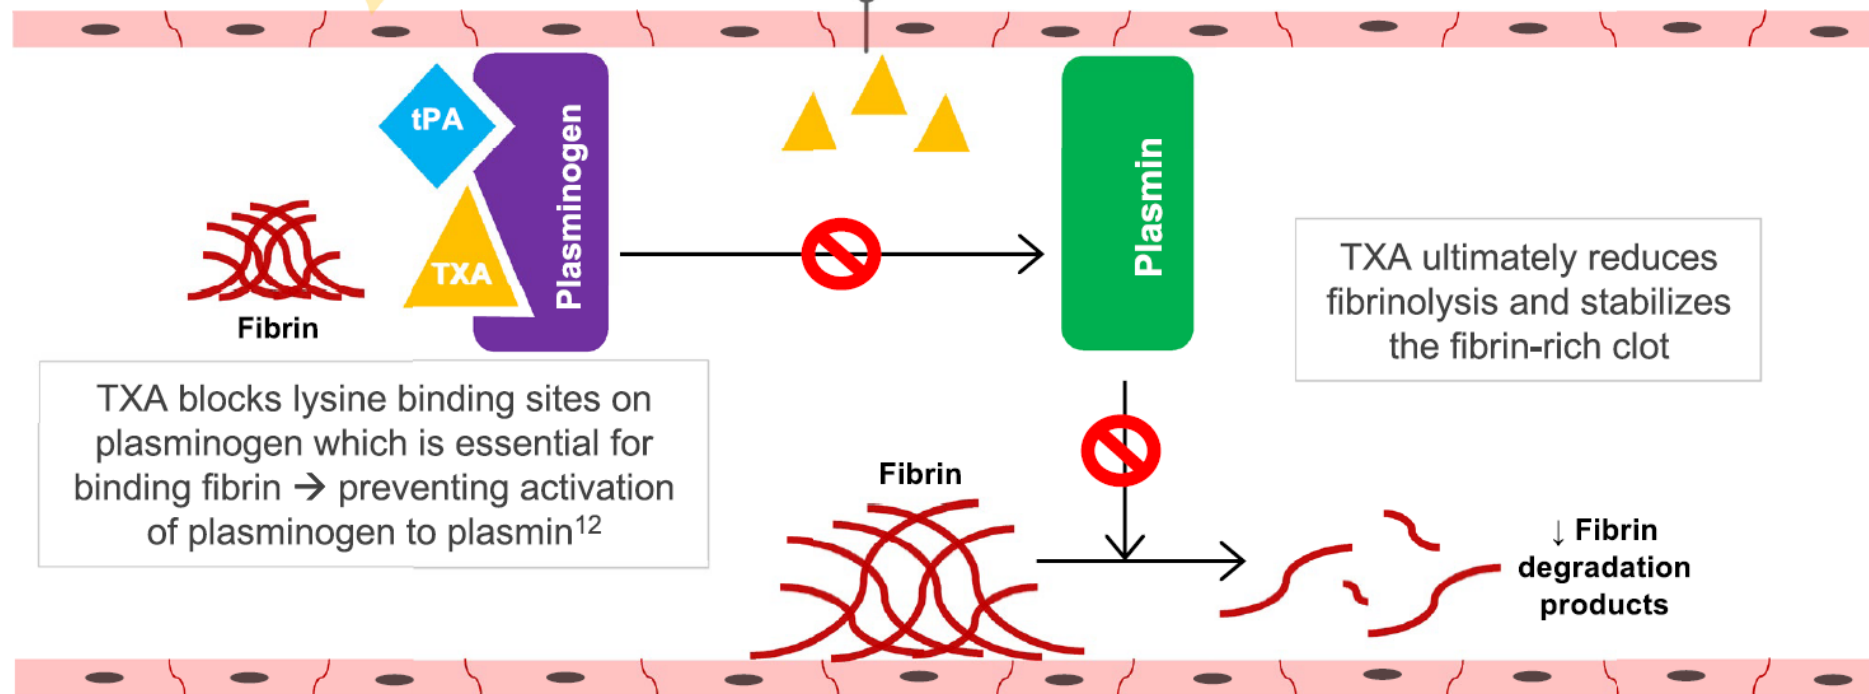 tPA
TXA
Plasminogen
Fibrin
TXA blocks lysine binding sites on
plasminogen which is essential for
binding fibrin → preventing activation
of plasminogen to plasmin¹²
Plasmin
TXA ultimately reduces
fibrinolysis and stabilizes
the fibrin-rich clot
Fibrin
↓ Fibrin
degradation
products